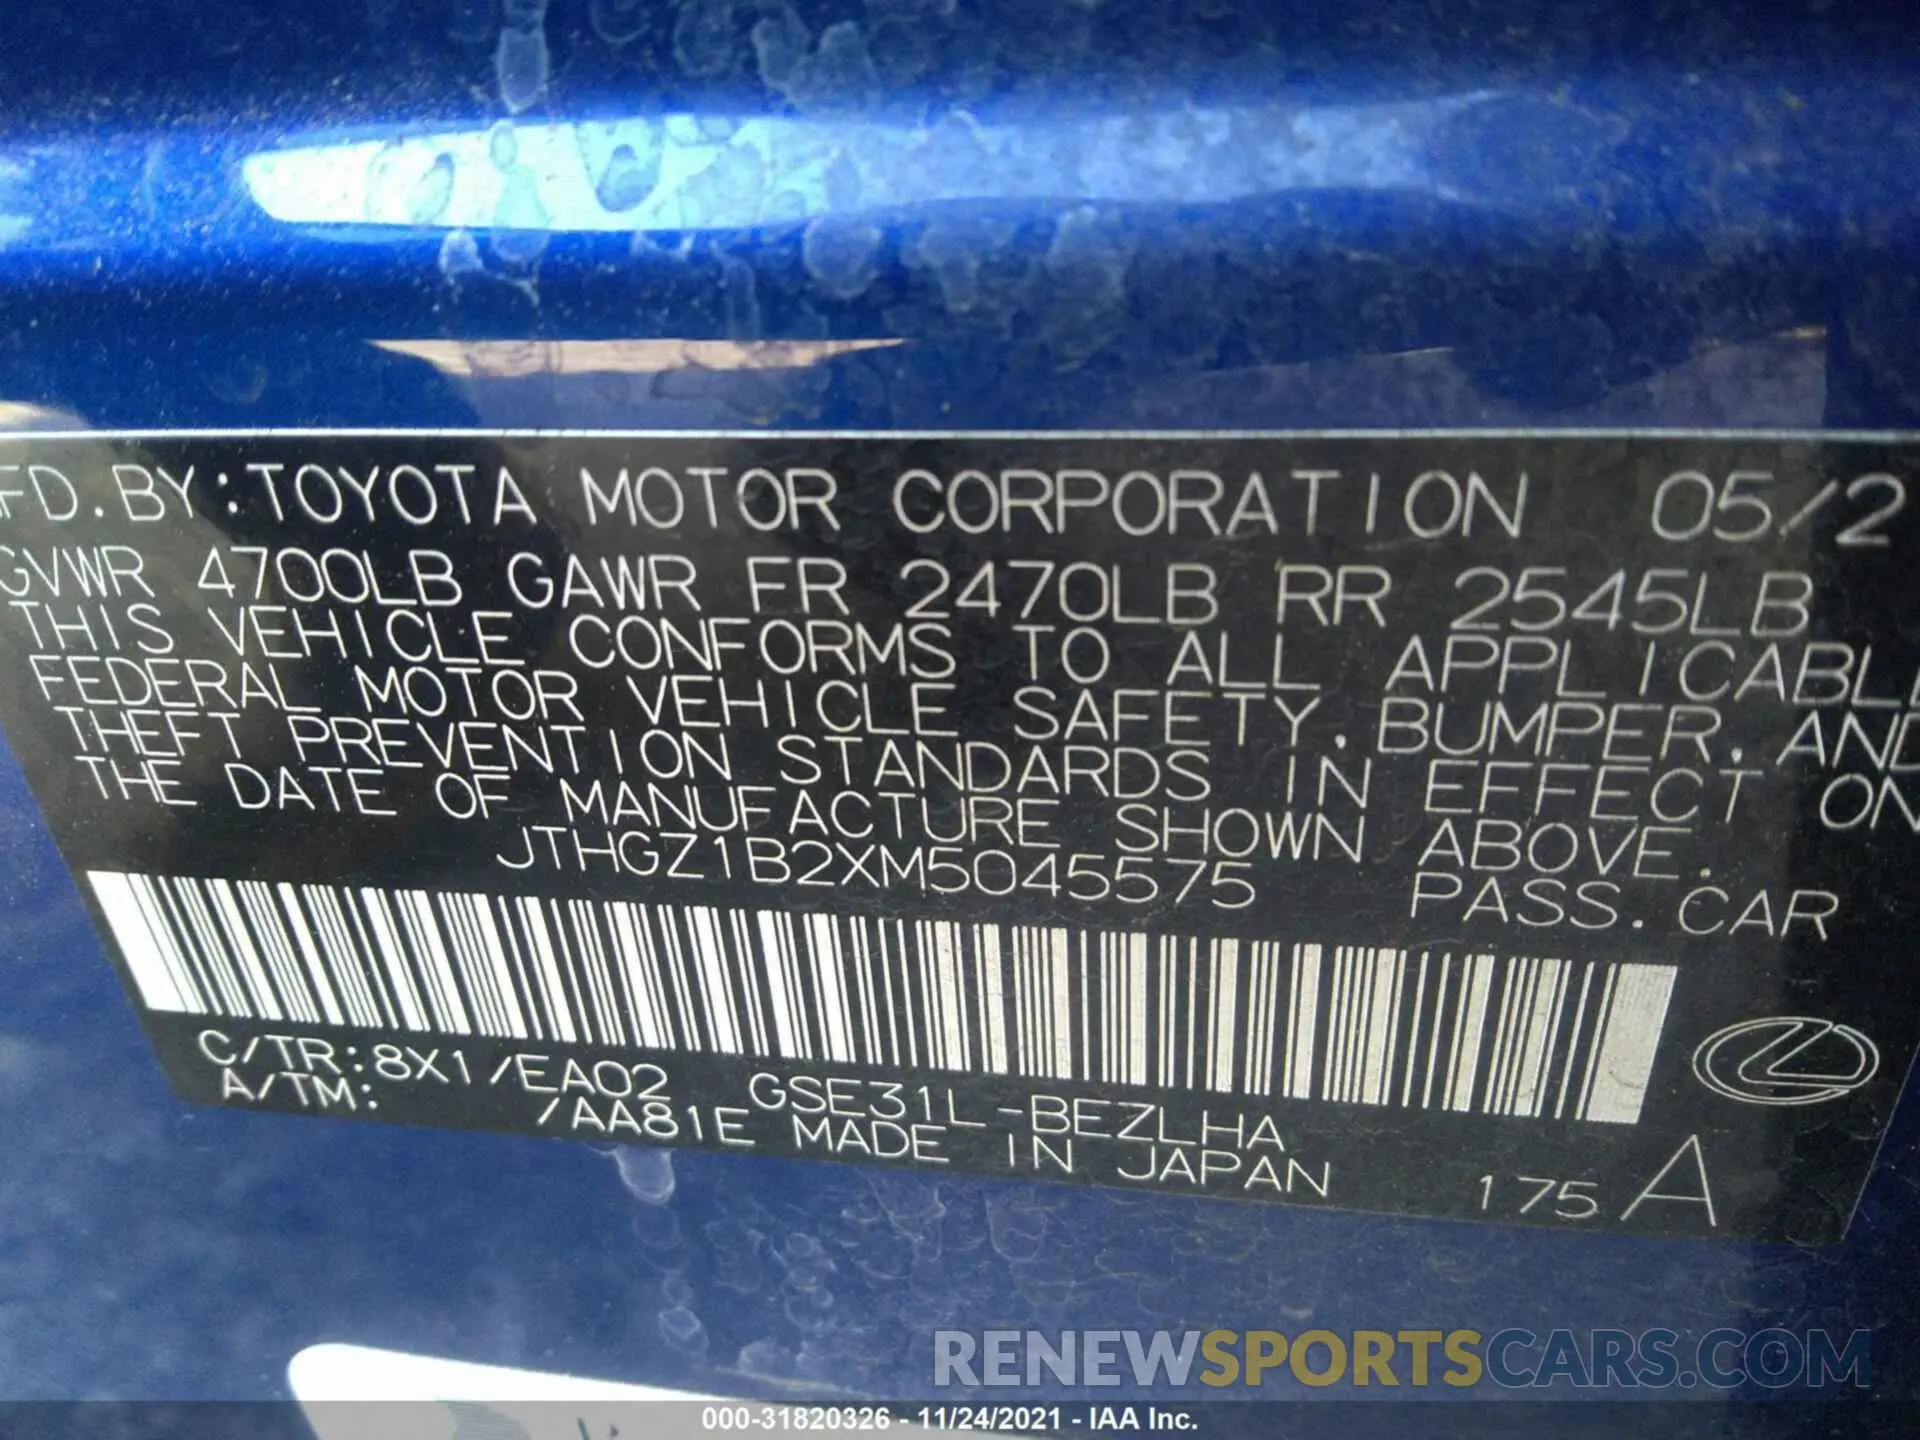 FD. BY:TOYOTA MOTOR CORPORATION 05/2
GVWR 4700LB GAWR FR 2470LB RR 2545LB
THIS VEHICLE CONFORMS TO ALL APPLICABLE
FEDERAL MOTOR VEHICLE SAFETY, BUMPER, AND
THEFT PREVENTION STANDARDS IN EFFECT ON
THE DATE OF MANUFACTURE SHOWN ABOVE.
JTHGZ1B2XM5045575 PASS. CAR
C/TR:8X1/EA02 GSE31L-BEZLHA
A/TM: /AA81E MADE IN JAPAN 175 A
RENEWSPORTSCARS.COM
000-31820326 - 11/24/2021 - IAA Inc.